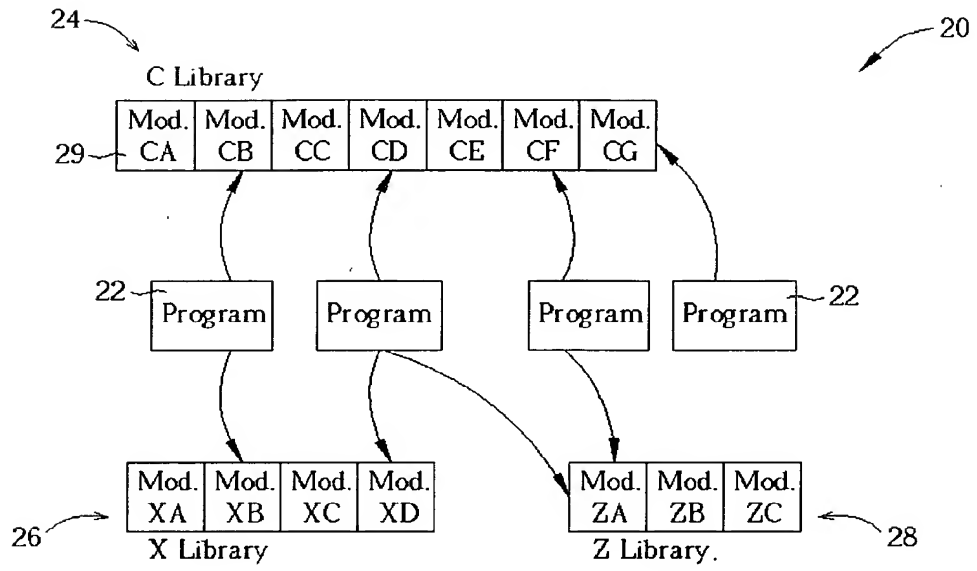 24
20
C Library
Mod. CA
Mod. CB
Mod. CC
Mod. CD
Mod. CE
Mod. CF
Mod. CG
29
22
Program
Program
Program
Program
22
Mod. XA
Mod. XB
Mod. XC
Mod. XD
Mod. ZA
Mod. ZB
Mod. ZC
26
28
X Library
Z Library.